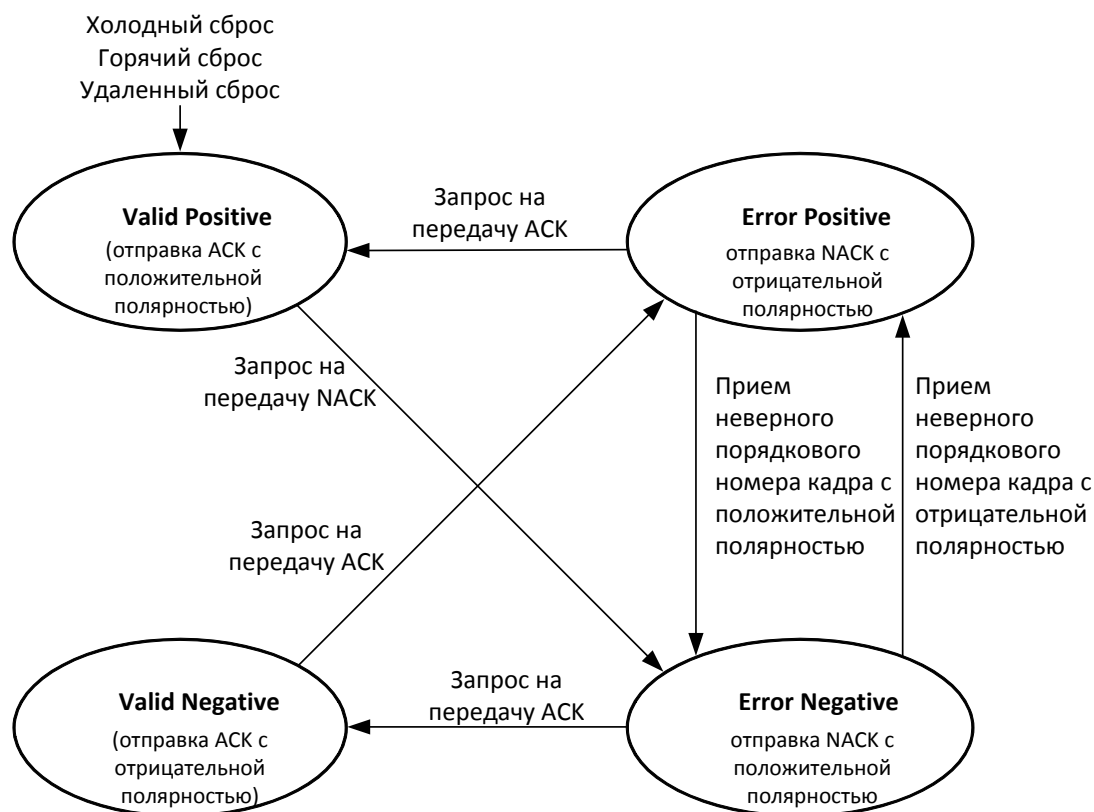 Холодный сброс
Горячий сброс
Удаленный сброс
Valid Positive
(отправка ACK с
положительной
полярностью)
Запрос на
передачу ACK
Error Positive
отправка NACK с
отрицательной
полярностью
Запрос на
передачу NACK
Прием
неверного
порядкового
номера кадра с
положительной
полярностью
Прием
неверного
порядкового
номера кадра с
отрицательной
полярностью
Запрос на
передачу ACK
Valid Negative
(отправка ACK с
отрицательной
полярностью)
Запрос на
передачу ACK
Error Negative
отправка NACK с
положительной
полярностью